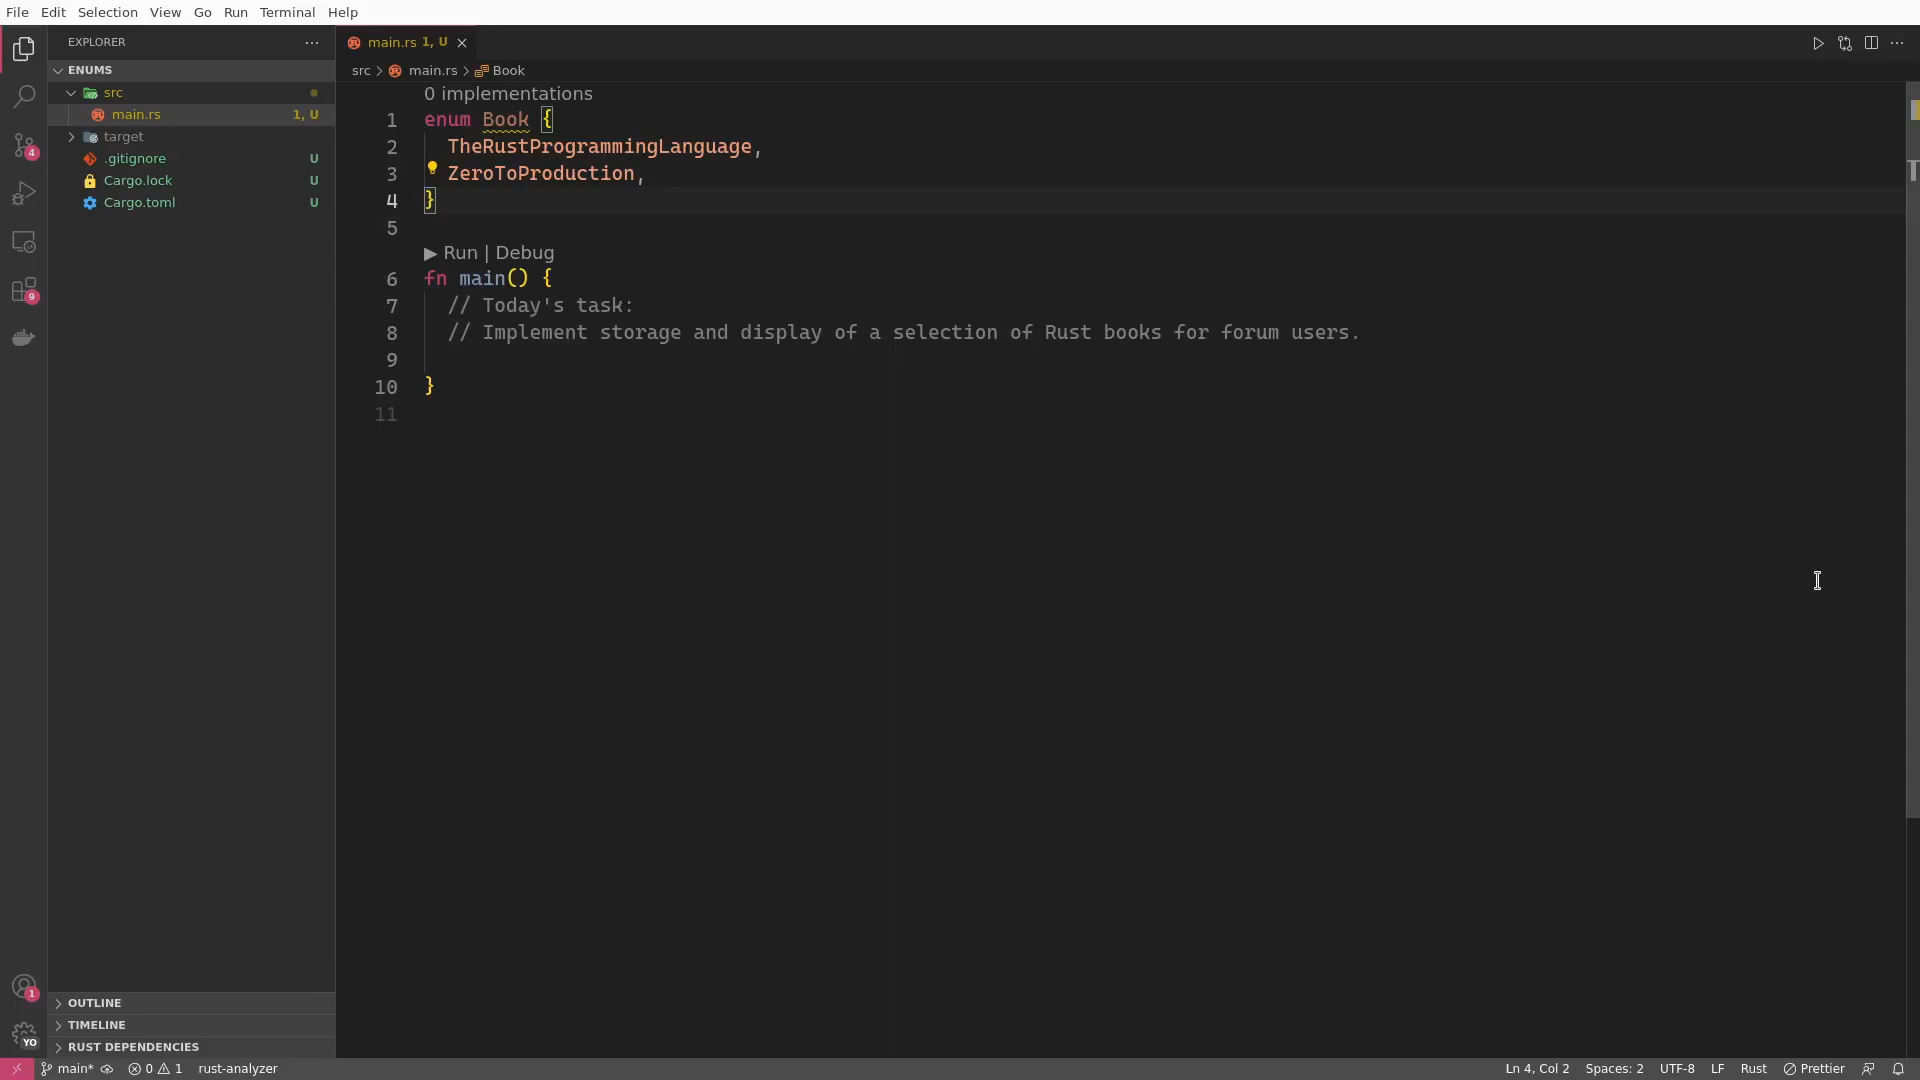 File Edit Selection View Go Run Terminal Help
EXPLORER
main.rs 1, U
ENUMS
src > main.rs > Book
src
main.rs 1, U
target
.gitignore U
Cargo.lock U
Cargo.toml U
0 implementations
1 enum Book {
2 TheRustProgrammingLanguage,
3 ZeroToProduction,
4 }
5
▶ Run | Debug
6 fn main() {
7 // Today's task:
8 // Implement storage and display of a selection of Rust books for forum users.
9
10 }
11
4
9
1
YO
OUTLINE
TIMELINE
RUST DEPENDENCIES
main* 0 1 rust-analyzer Ln 4, Col 2 Spaces: 2 UTF-8 LF Rust Prettier